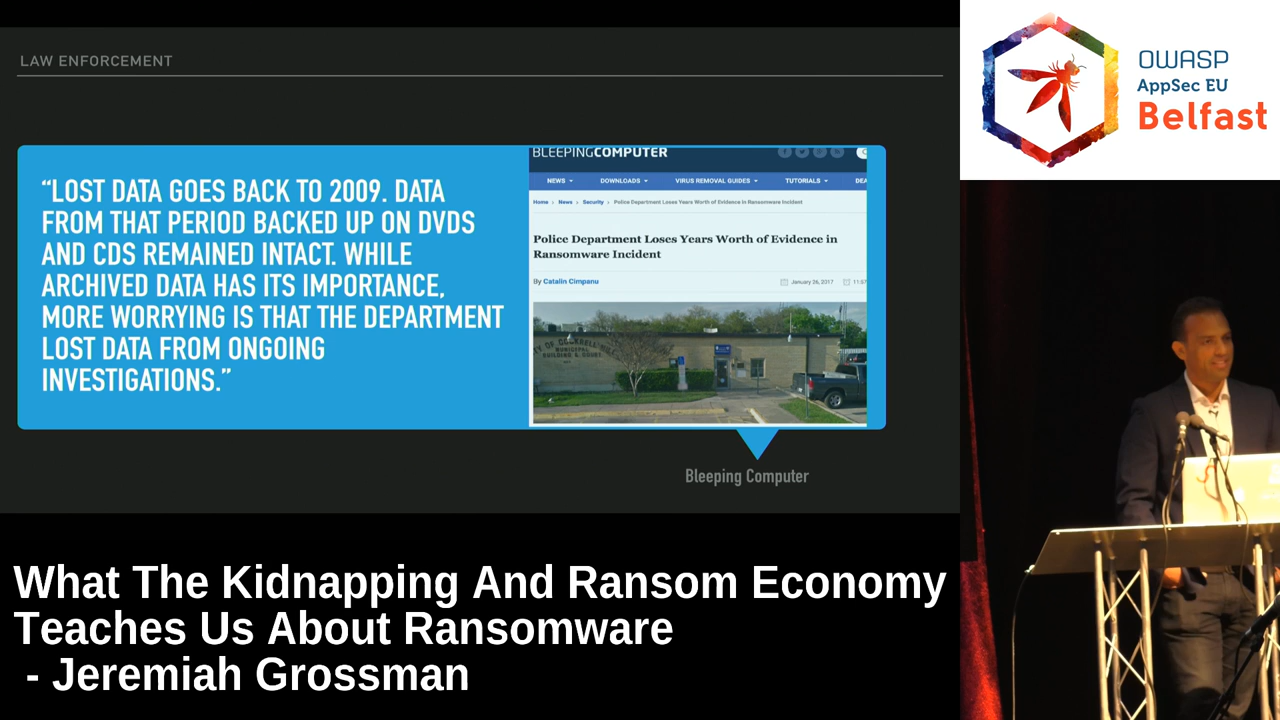 LAW ENFORCEMENT
“LOST DATA GOES BACK TO 2009. DATA
FROM THAT PERIOD BACKED UP ON DVDS
AND CDS REMAINED INTACT. WHILE
ARCHIVED DATA HAS ITS IMPORTANCE,
MORE WORRYING IS THAT THE DEPARTMENT
LOST DATA FROM ONGOING
INVESTIGATIONS.”
BLEEPINGCOMPUTER
NEWS DOWNLOADS VIRUS REMOVAL GUIDES TUTORIALS DEA
Home > News > Security > Police Department Loses Years Worth of Evidence in Ransomware Incident
Police Department Loses Years Worth of Evidence in
Ransomware Incident
By Catalin Cimpanu January 26, 2017 11:07
Bleeping Computer
OWASP
AppSec EU
Belfast
What The Kidnapping And Ransom Economy
Teaches Us About Ransomware
- Jeremiah Grossman